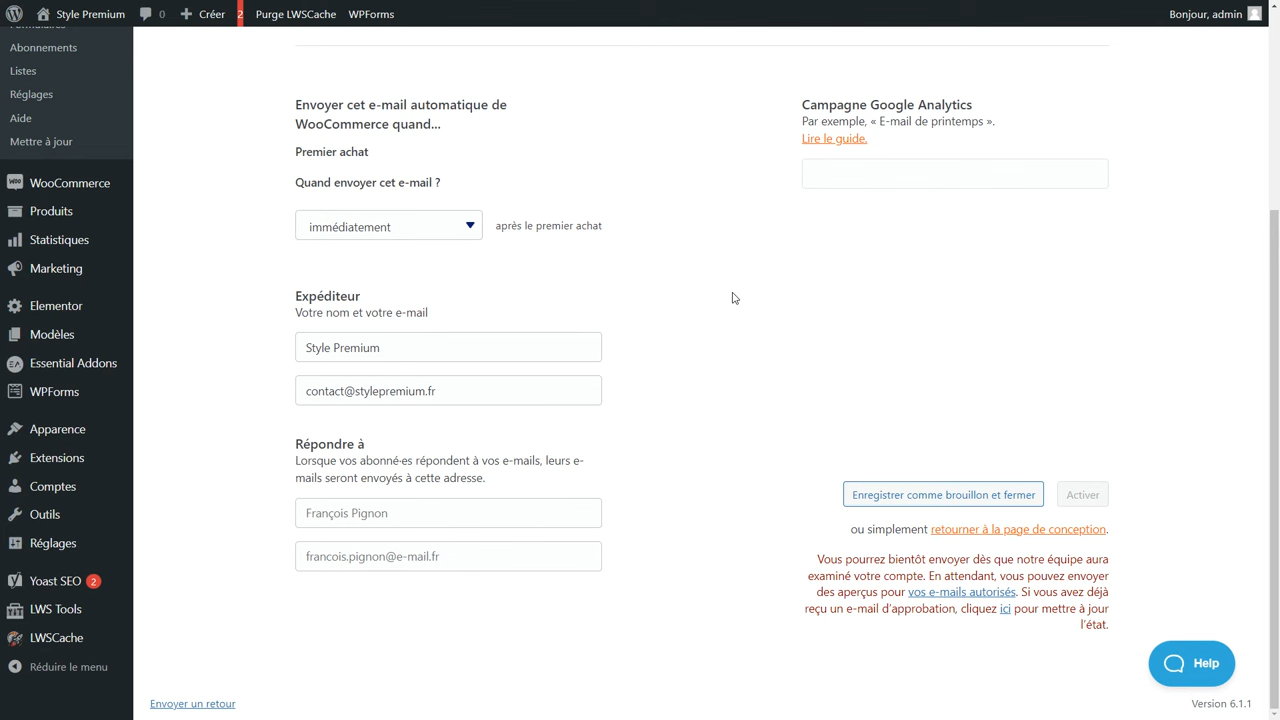 Style Premium
0
Créer
2
Purge LWSCache
WPForms
Bonjour, admin
Formulaires
Abonnements
Listes
Réglages
Aide
Mettre à jour
WooCommerce
Produits
Statistiques
Marketing
Elementor
Modèles
Essential Addons
WPForms
Apparence
Extensions
Comptes
Outils
Réglages
Yoast SEO 2
LWS Tools
LWSCache
Réduire le menu
Envoyer cet e-mail automatique de
WooCommerce quand...
Premier achat
Quand envoyer cet e-mail ?
immédiatement
après le premier achat
Expéditeur
Votre nom et votre e-mail
Style Premium
contact@stylepremium.fr
Répondre à
Lorsque vos abonné·es répondent à vos e-mails, leurs e-
mails seront envoyés à cette adresse.
François Pignon
francois.pignon@e-mail.fr
Campagne Google Analytics
Par exemple, « E-mail de printemps ».
Lire le guide.
Enregistrer comme brouillon et fermer
Activer
ou simplement retourner à la page de conception.
Vous pourrez bientôt envoyer dès que notre équipe aura
examiné votre compte. En attendant, vous pouvez envoyer
des aperçus pour vos e-mails autorisés. Si vous avez déjà
reçu un e-mail d'approbation, cliquez ici pour mettre à jour
l'état.
Help
Envoyer un retour
Version 6.1.1